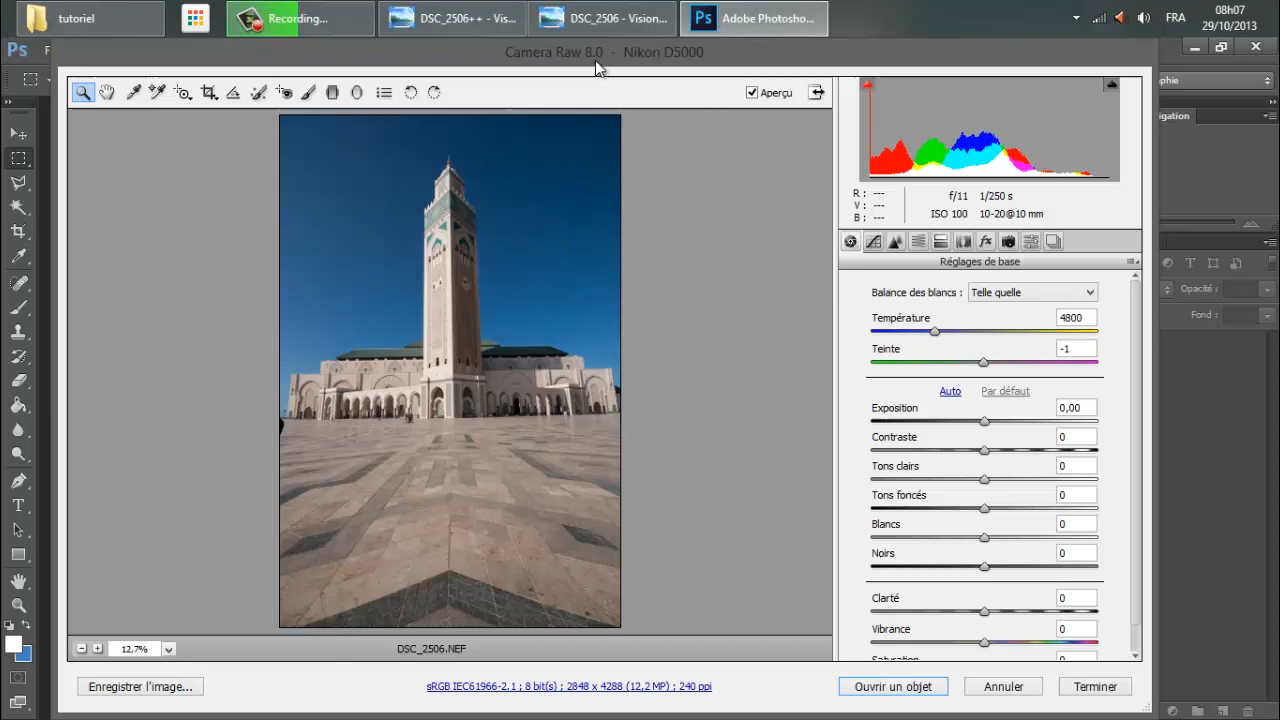 tutoriel
Recording...
DSC_2506++ - Vis...
DSC_2506 - Vision...
Ps
Adobe Photosho...
FRA
08h07
29/10/2013
Ps
F
Camera Raw 8.0 - Nikon D5000
Aperçu
phie
igation
R : ---
V : ---
B : ---
f/11 1/250 s
ISO 100 10-20@10 mm
Réglages de base
Balance des blancs : Telle quelle
Température 4800
Teinte -1
Auto Par défaut
Exposition 0,00
Contraste 0
Tons clairs 0
Tons foncés 0
Blancs 0
Noirs 0
Clarté 0
Vibrance 0
Opacité :
Fond :
12,7%
DSC_2506.NEF
Enregistrer l'image...
sRGB IEC61966-2.1 ; 8 bit(s) ; 2848 x 4288 (12,2 MP) ; 240 ppi
Ouvrir un objet
Annuler
Terminer